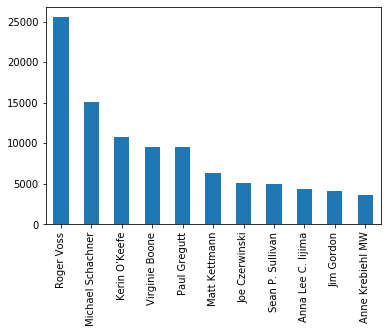 25000
20000
15000
10000
5000
0
Roger Voss
Michael Schachner
Kerin O'Keefe
Virginie Boone
Paul Gregutt
Matt Kettmann
Joe Czerwinski
Sean P. Sullivan
Anna Lee C. Iijima
Jim Gordon
Anne Krebiehl MW